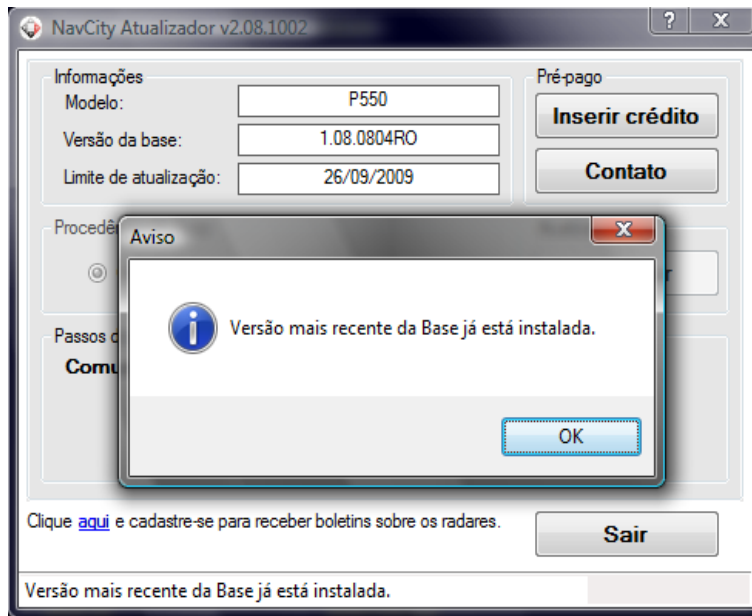 NavCity Atualizador v2.08.1002
Informações
Modelo: P550
Versão da base: 1.08.0804RO
Limite de atualização: 26/09/2009
Pré-pago
Inserir crédito
Contato
Aviso
Versão mais recente da Base já está instalada.
OK
Passos
Clique aqui e cadastre-se para receber boletins sobre os radares.
Sair
Versão mais recente da Base já está instalada.